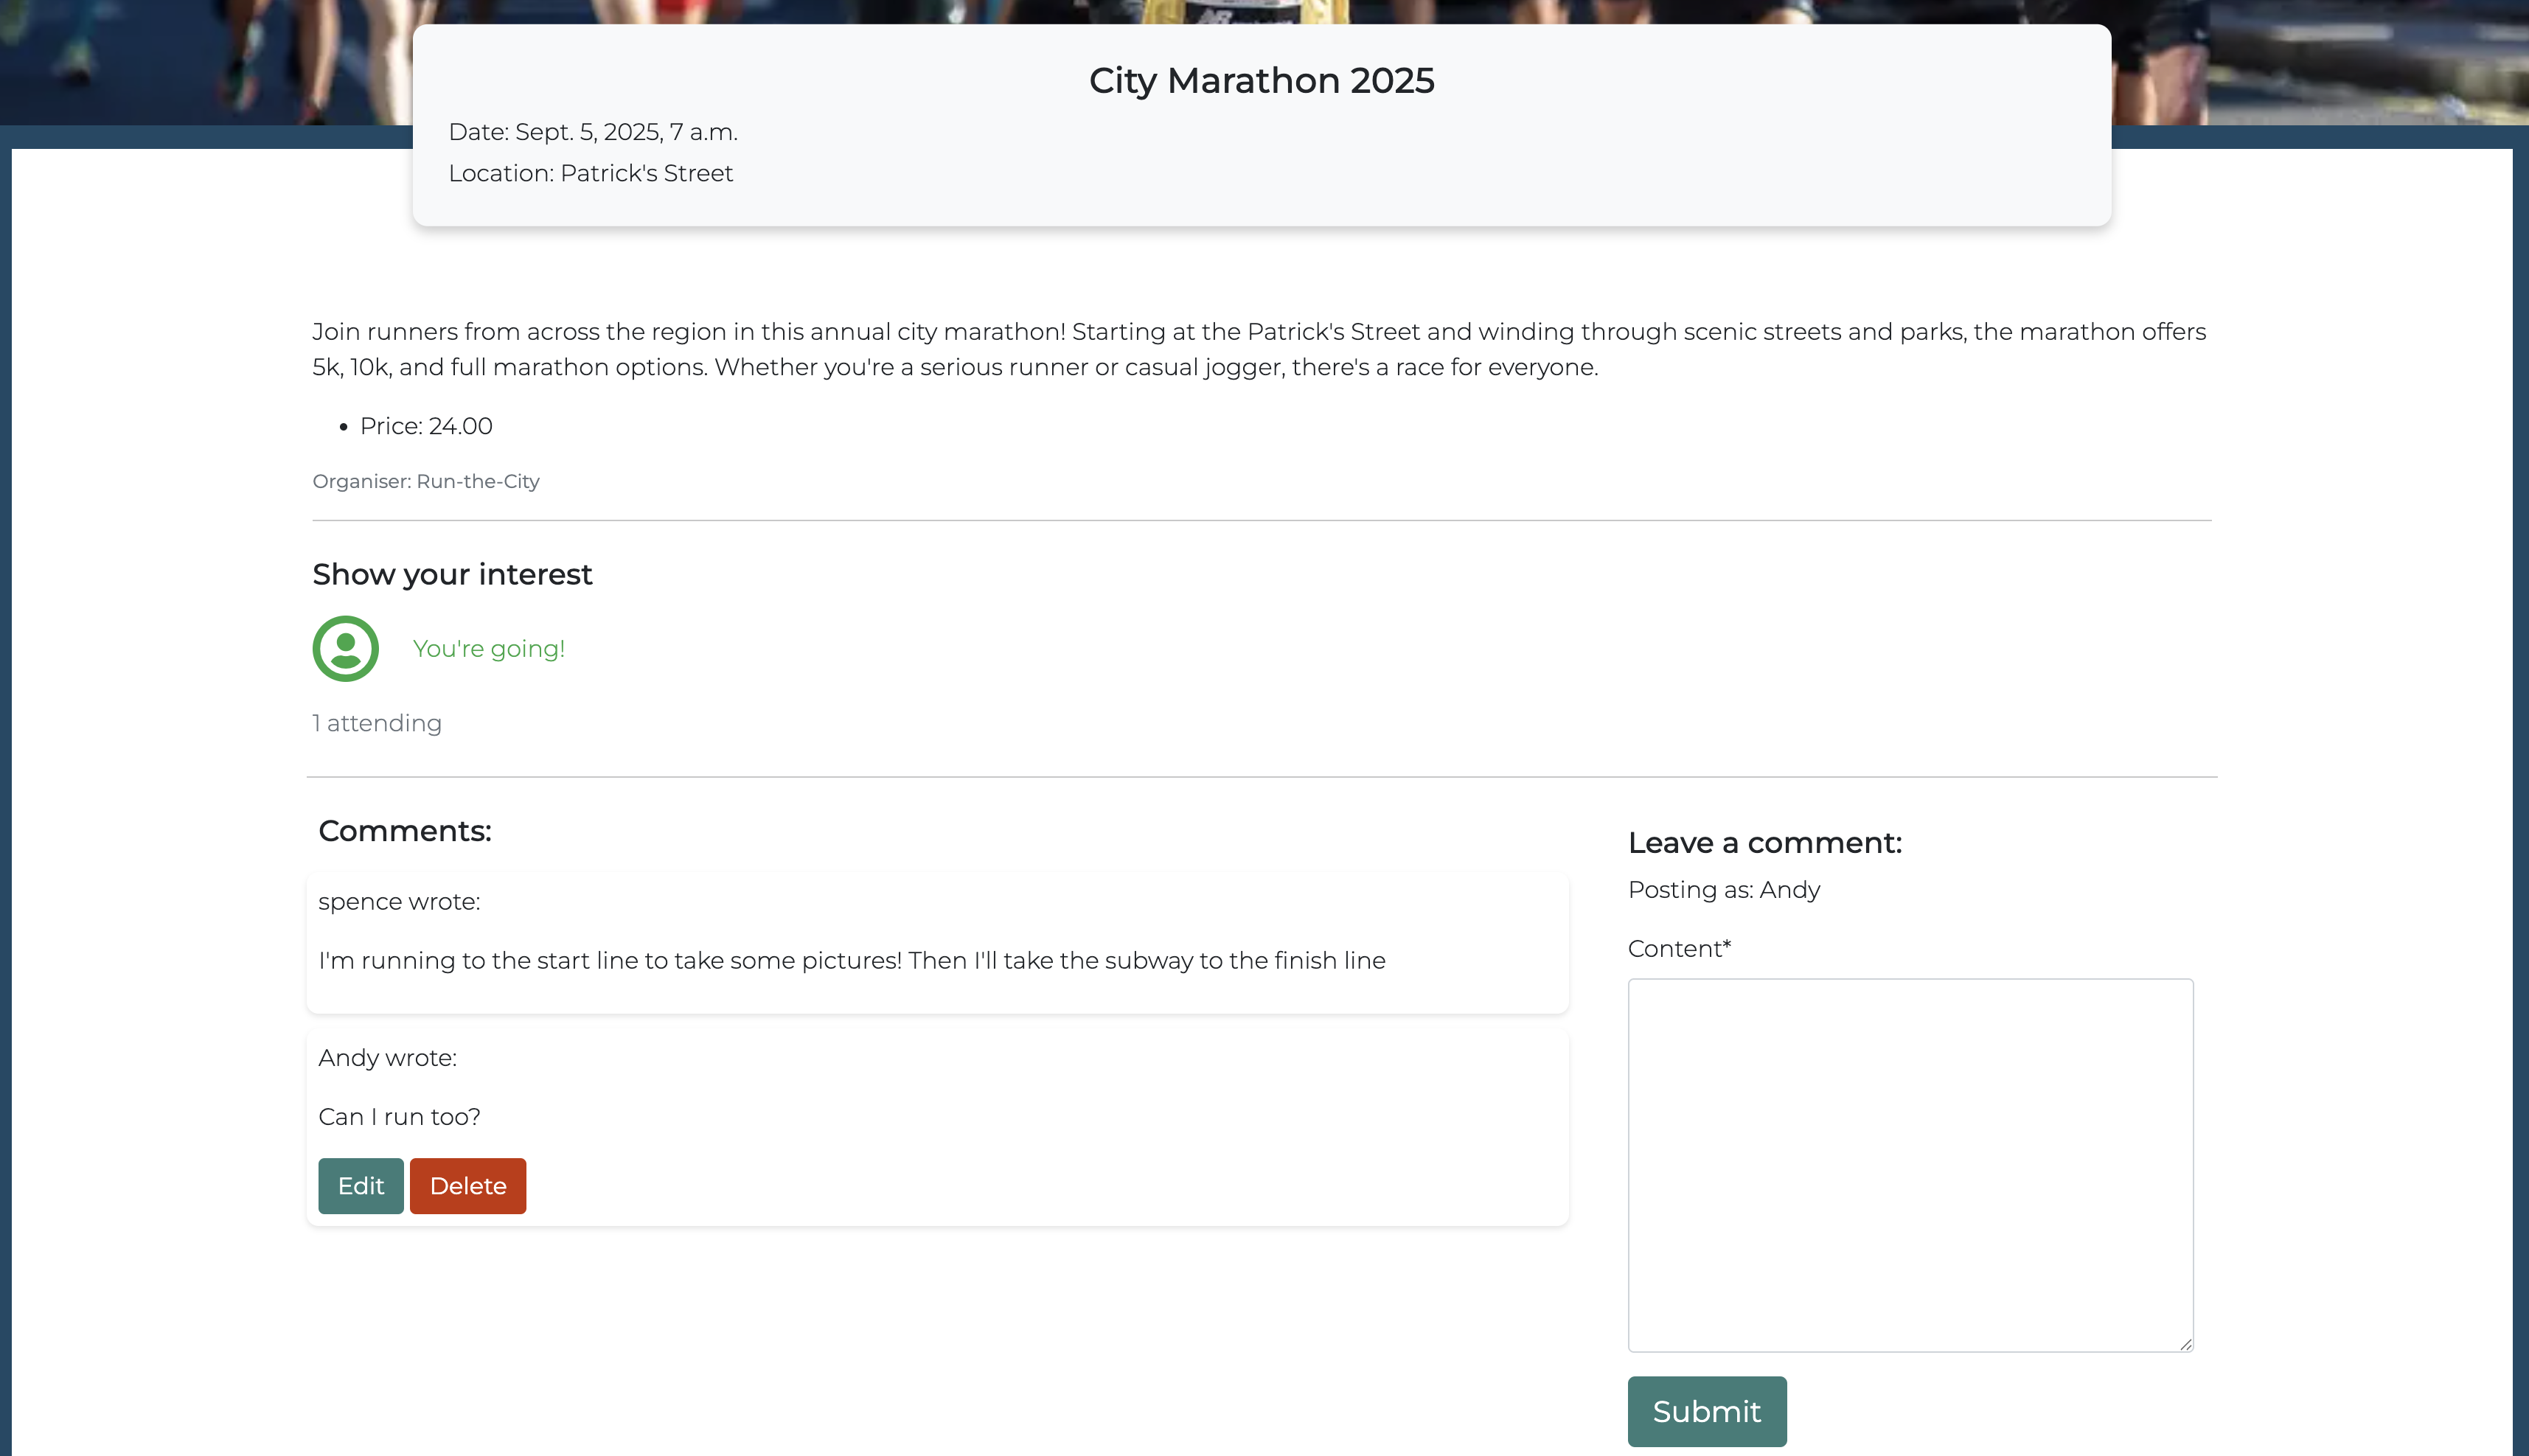 City Marathon 2025
Date: Sept. 5, 2025, 7 a.m.
Location: Patrick's Street
Join runners from across the region in this annual city marathon! Starting at the Patrick's Street and winding through scenic streets and parks, the marathon offers
5k, 10k, and full marathon options. Whether you're a serious runner or casual jogger, there's a race for everyone.
• Price: 24.00
Organiser: Run-the-City
Show your interest
You're going!
1 attending
Comments:
spence wrote:
I'm running to the start line to take some pictures! Then I'll take the subway to the finish line
Andy wrote:
Can I run too?
Edit Delete
Leave a comment:
Posting as: Andy
Content*
Submit